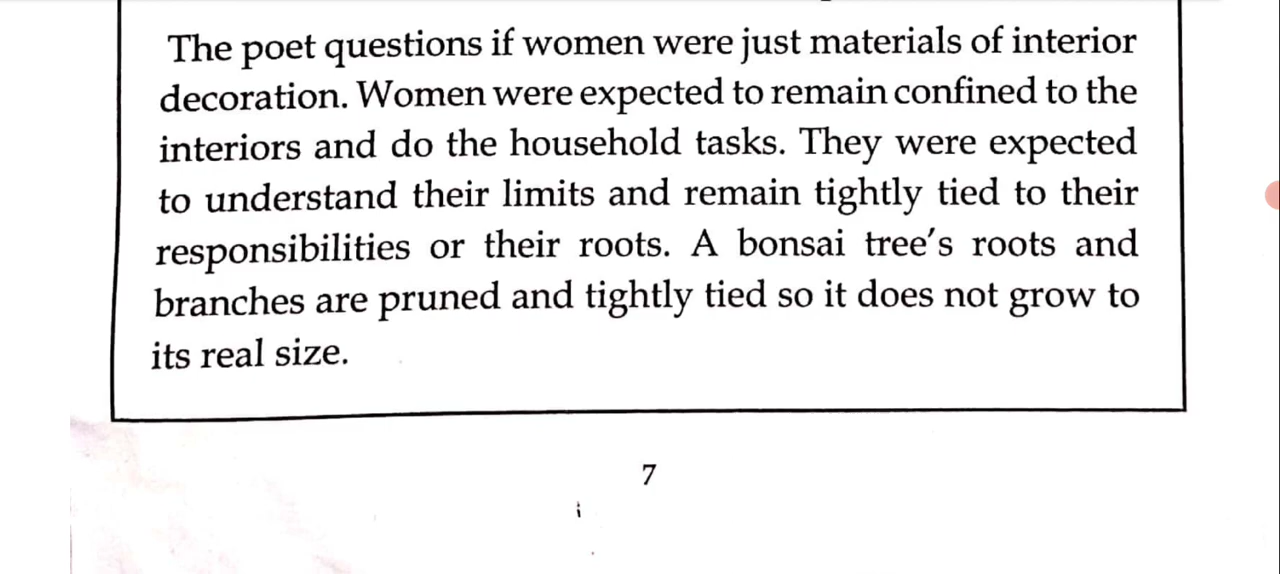 The poet questions if women were just materials of interior
decoration. Women were expected to remain confined to the
interiors and do the household tasks. They were expected
to understand their limits and remain tightly tied to their
responsibilities or their roots. A bonsai tree's roots and
branches are pruned and tightly tied so it does not grow to
its real size.
7